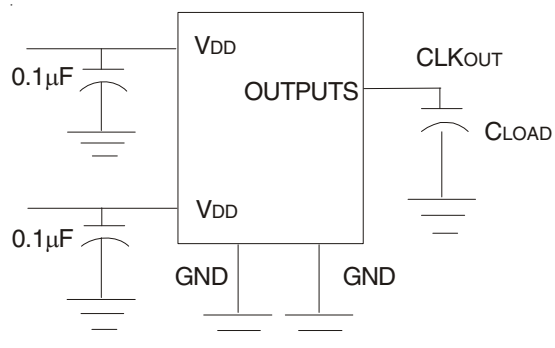 VDD
CLKOUT
0.1µF
OUTPUTS
CLOAD
VDD
0.1µF
GND GND